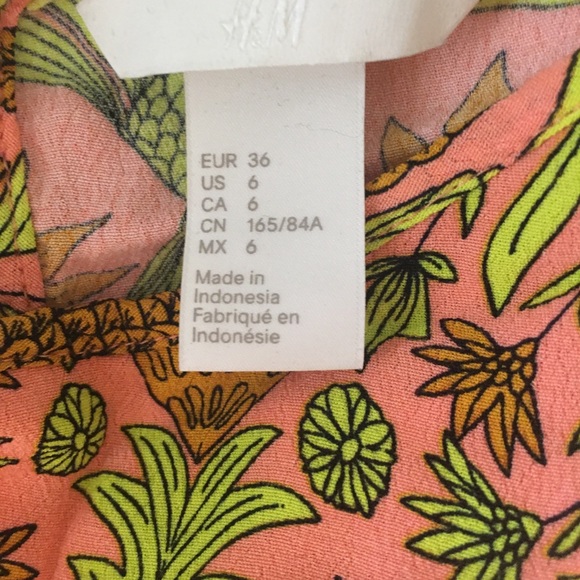 H&M
EUR 36
US 6
CA 6
CN 165/84A
MX 6
Made in
Indonesia
Fabriqué en
Indonésie